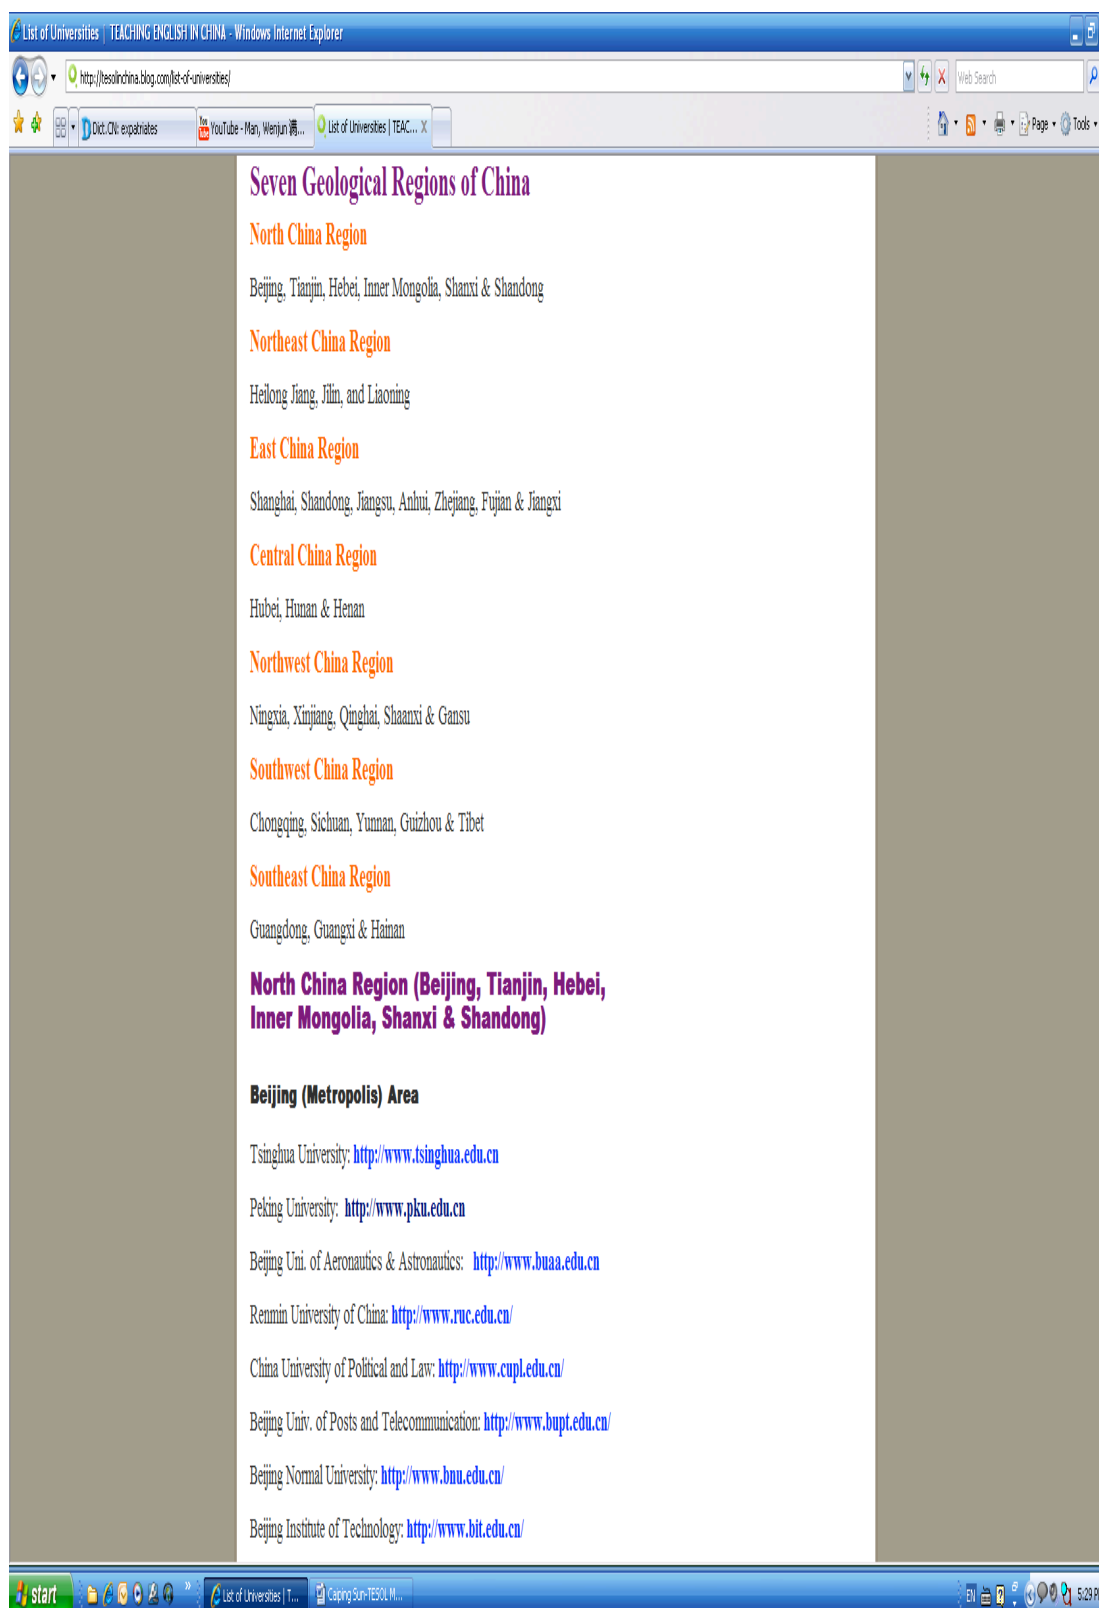 List of Universities | TEACHING ENGLISH IN CHINA - Windows Internet Explorer
http://tesolinchina.blog.com/list-of-universities/
Web Search
Dict.CN: expatriates
YouTube - Man, Wenjun 满...
List of Universities | TEAC... X
Page
Tools
Seven Geological Regions of China
North China Region
Beijing, Tianjin, Hebei, Inner Mongolia, Shanxi & Shandong
Northeast China Region
Heilong Jiang, Jilin, and Liaoning
East China Region
Shanghai, Shandong, Jiangsu, Anhui, Zhejiang, Fujian & Jiangxi
Central China Region
Hubei, Hunan & Henan
Northwest China Region
Ningxia, Xinjiang, Qinghai, Shaanxi & Gansu
Southwest China Region
Chongqing, Sichuan, Yunnan, Guizhou & Tibet
Southeast China Region
Guangdong, Guangxi & Hainan
North China Region (Beijing, Tianjin, Hebei,
Inner Mongolia, Shanxi & Shandong)
Beijing (Metropolis) Area
Tsinghua University: http://www.tsinghua.edu.cn
Peking University:  http://www.pku.edu.cn
Beijing Uni. of Aeronautics & Astronautics:   http://www.buaa.edu.cn
Renmin University of China: http://www.ruc.edu.cn/
China University of Political and Law: http://www.cupl.edu.cn/
Beijing Univ. of Posts and Telecommunication: http://www.bupt.edu.cn/
Beijing Normal University: http://www.bnu.edu.cn/
Beijing Institute of Technology: http://www.bit.edu.cn/
start
List of Universities | T...
Caiping Sun-TESOL M...
EN
5:29 P